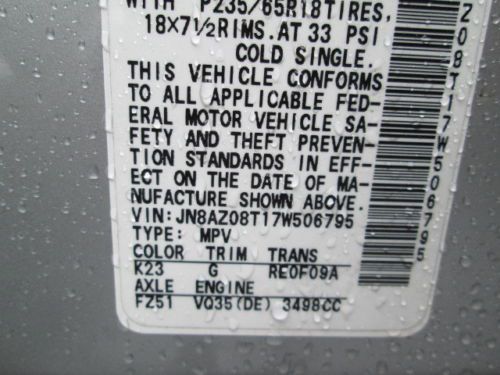 WITH P235/65R18TIRES,
18X7½RIMS.AT 33 PSI
COLD SINGLE.
THIS VEHICLE CONFORMS
TO ALL APPLICABLE FED-
ERAL MOTOR VEHICLE SA-
FETY AND THEFT PREVEN-
TION STANDARDS IN EFF-
ECT ON THE DATE OF MA-
NUFACTURE SHOWN ABOVE.
VIN:JN8AZ08T17W506795
TYPE: MPV
COLOR TRIM TRANS
K23 G RE0F09A
AXLE ENGINE
FZ51 VQ35(DE) 3498CC
Z08T17W506795